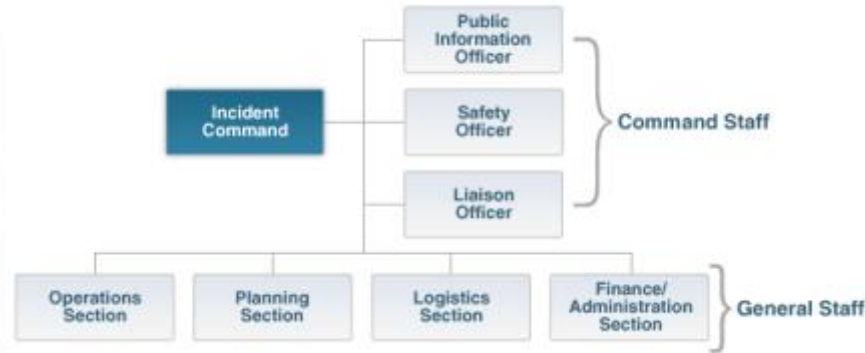 Public
Information
Officer
Incident
Command
Safety
Officer
Command Staff
Liaison
Officer
Operations
Section
Planning
Section
Logistics
Section
Finance/
Administration
Section
General Staff